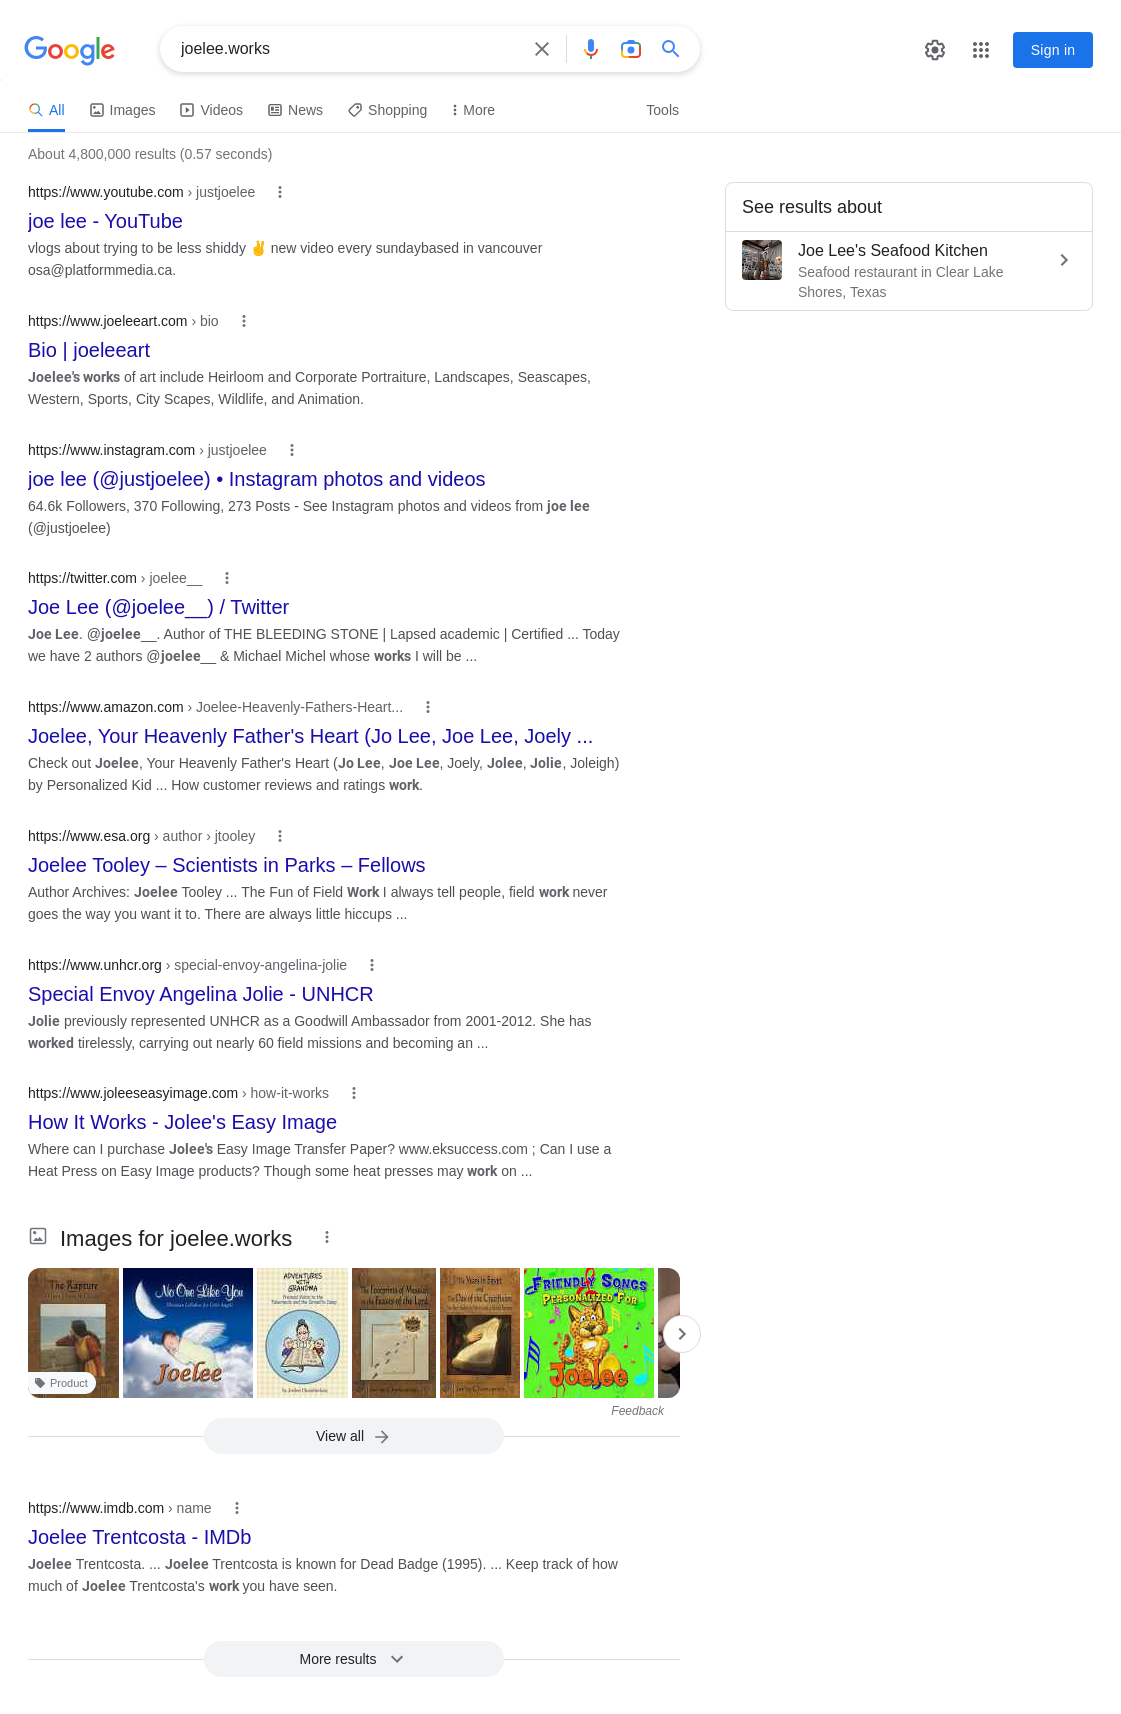 Google
joelee.works
Sign in
All
Images
Videos
News
Shopping
More
Tools
About 4,800,000 results (0.57 seconds)
https://www.youtube.com › justjoelee
joe lee - YouTube
vlogs about trying to be less shiddy ✌ new video every sundaybased in vancouver
osa@platformmedia.ca.
https://www.joeleeart.com › bio
Bio | joeleeart
Joelee's works of art include Heirloom and Corporate Portraiture, Landscapes, Seascapes,
Western, Sports, City Scapes, Wildlife, and Animation.
https://www.instagram.com › justjoelee
joe lee (@justjoelee) • Instagram photos and videos
64.6k Followers, 370 Following, 273 Posts - See Instagram photos and videos from joe lee
(@justjoelee)
https://twitter.com › joelee__
Joe Lee (@joelee__) / Twitter
Joe Lee. @joelee__. Author of THE BLEEDING STONE | Lapsed academic | Certified ... Today
we have 2 authors @joelee__ & Michael Michel whose works I will be ...
https://www.amazon.com › Joelee-Heavenly-Fathers-Heart...
Joelee, Your Heavenly Father's Heart (Jo Lee, Joe Lee, Joely ...
Check out Joelee, Your Heavenly Father's Heart (Jo Lee, Joe Lee, Joely, Jolee, Jolie, Joleigh)
by Personalized Kid ... How customer reviews and ratings work.
https://www.esa.org › author › jtooley
Joelee Tooley – Scientists in Parks – Fellows
Author Archives: Joelee Tooley ... The Fun of Field Work I always tell people, field work never
goes the way you want it to. There are always little hiccups ...
https://www.unhcr.org › special-envoy-angelina-jolie
Special Envoy Angelina Jolie - UNHCR
Jolie previously represented UNHCR as a Goodwill Ambassador from 2001-2012. She has
worked tirelessly, carrying out nearly 60 field missions and becoming an ...
https://www.joleeseasyimage.com › how-it-works
How It Works - Jolee's Easy Image
Where can I purchase Jolee's Easy Image Transfer Paper? www.eksuccess.com ; Can I use a
Heat Press on Easy Image products? Though some heat presses may work on ...
Images for joelee.works
The Rapture
Product
No One Like You
Joelee
ADVENTURES
WITH
GRANDMA
by Joelee Chamberlain
The Footprints of Messiah
in the Feasts of the Lord
FRIENDLY SONGS
PERSONALIZED FOR
Joelee
Feedback
View all
https://www.imdb.com › name
Joelee Trentcosta - IMDb
Joelee Trentcosta. ... Joelee Trentcosta is known for Dead Badge (1995). ... Keep track of how
much of Joelee Trentcosta's work you have seen.
More results
See results about
Joe Lee's Seafood Kitchen
Seafood restaurant in Clear Lake
Shores, Texas